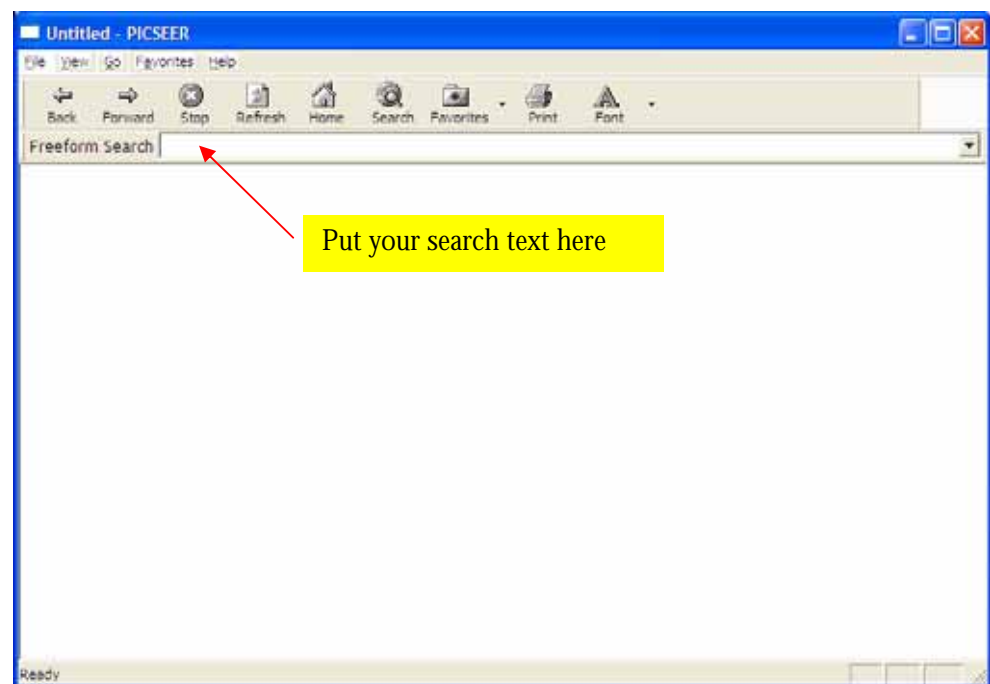 Untitled - PICSEER
File View Go Favorites Help
Back Forward Stop Refresh Home Search Favorites Print Font
Freeform Search
Put your search text here
Ready